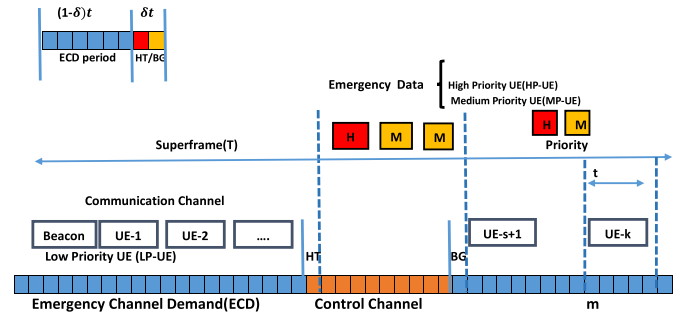 (1-δ)t δt
ECD period HT/BG
Emergency Data
High Priority UE(HP-UE)
Medium Priority UE(MP-UE)
H M M
H M
Superframe(T)
Priority
t
Communication Channel
Beacon UE-1 UE-2 .... UE-s+1 UE-k
Low Priority UE (LP-UE) HT BG
Emergency Channel Demand(ECD) Control Channel m